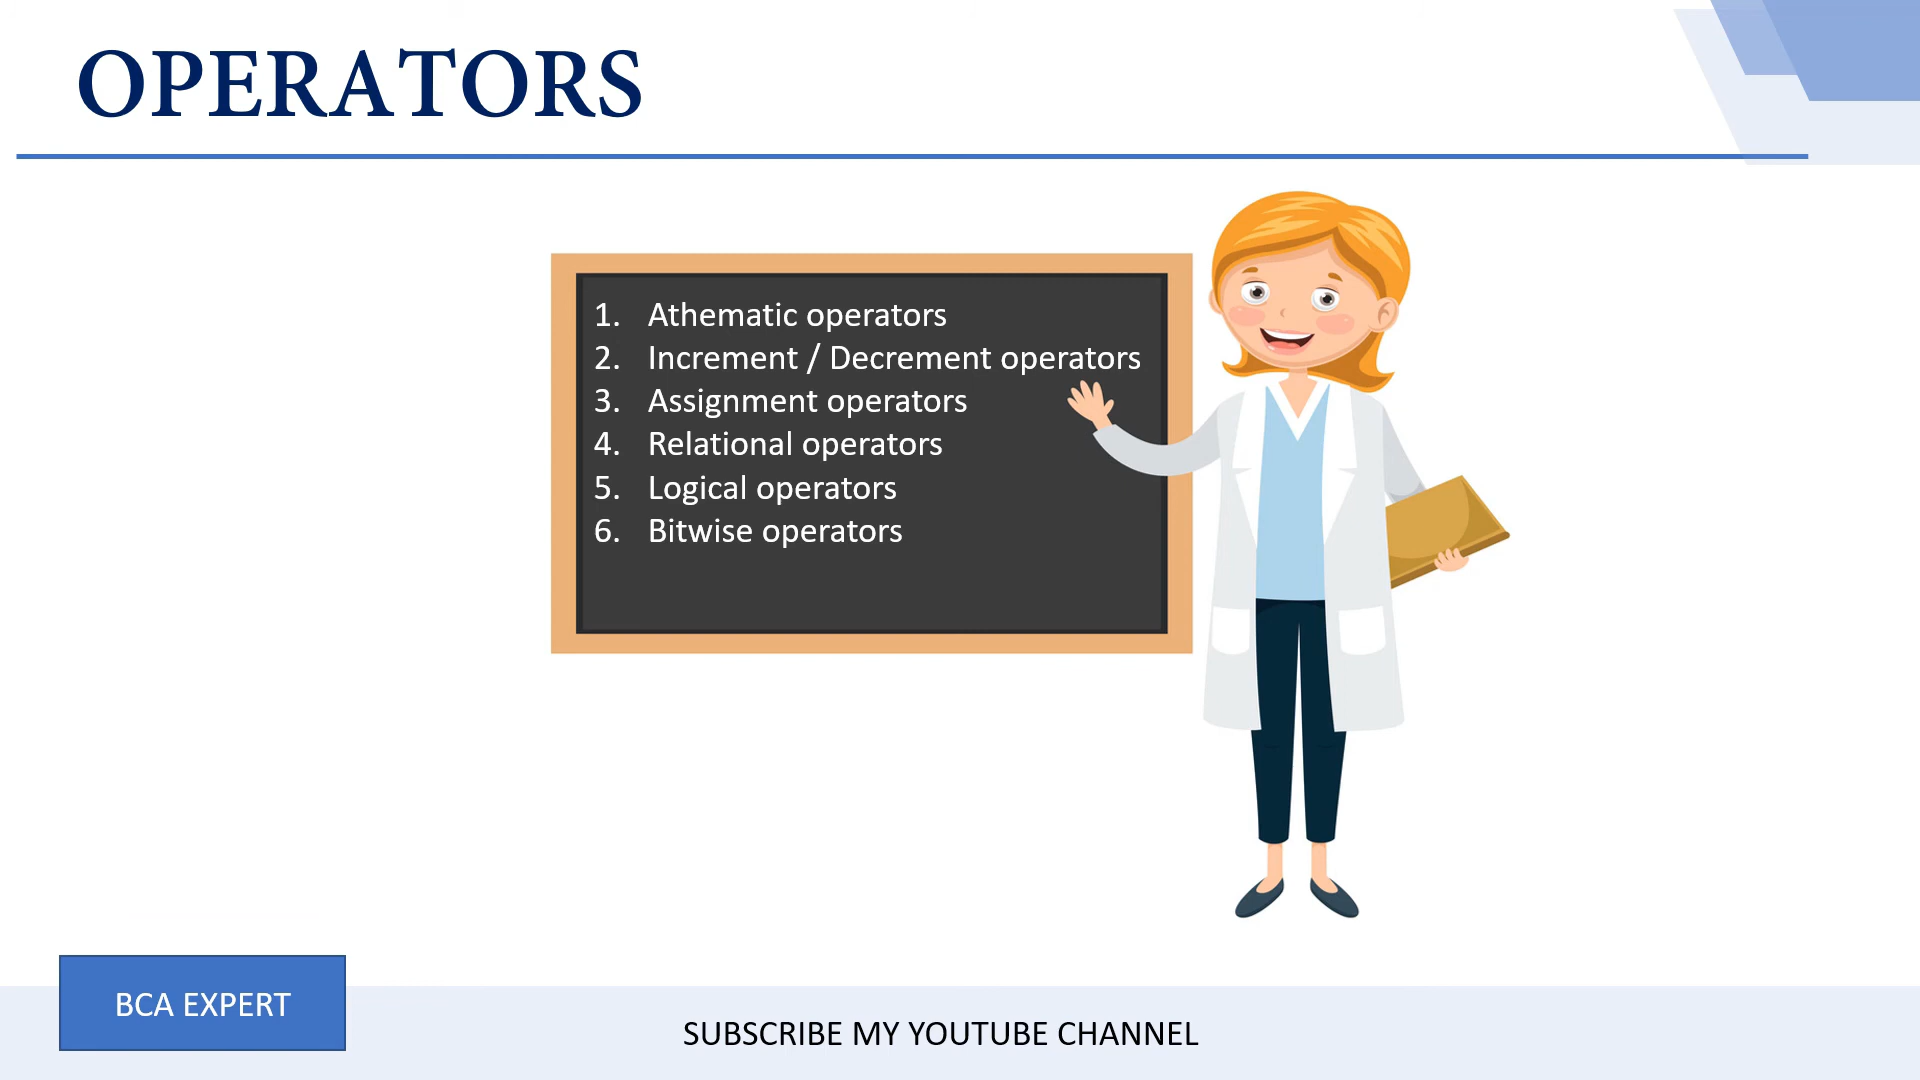 OPERATORS
1. Athematic operators
2. Increment / Decrement operators
3. Assignment operators
4. Relational operators
5. Logical operators
6. Bitwise operators
BCA EXPERT
SUBSCRIBE MY YOUTUBE CHANNEL